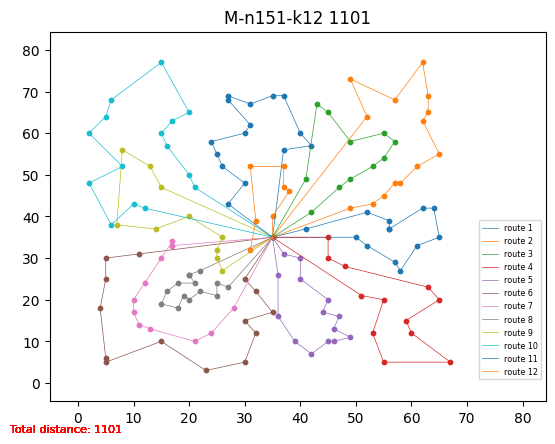 M-n151-k12 1101
80
70
60
50
40
30
20
10
0
route 1
route 2
route 3
route 4
route 5
route 6
route 7
route 8
route 9
route 10
route 11
route 12
0 10 20 30 40 50 60 70 80
Total distance: 1101